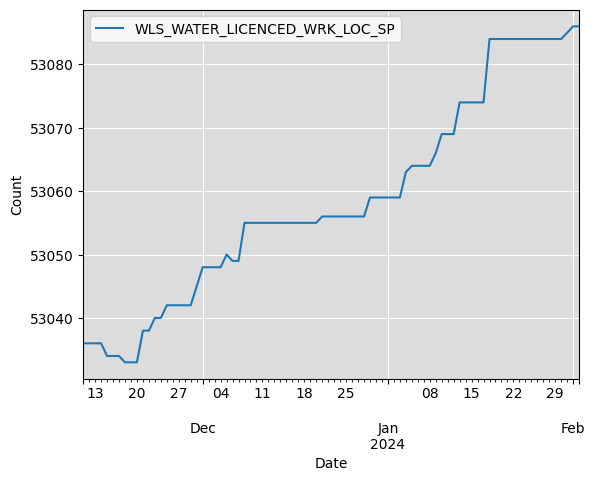 WLS_WATER_LICENCED_WRK_LOC_SP
53080
53070
53060
53050
53040
Count
13 20 27 04 11 18 25 08 15 22 29
Dec Jan Feb
2024
Date